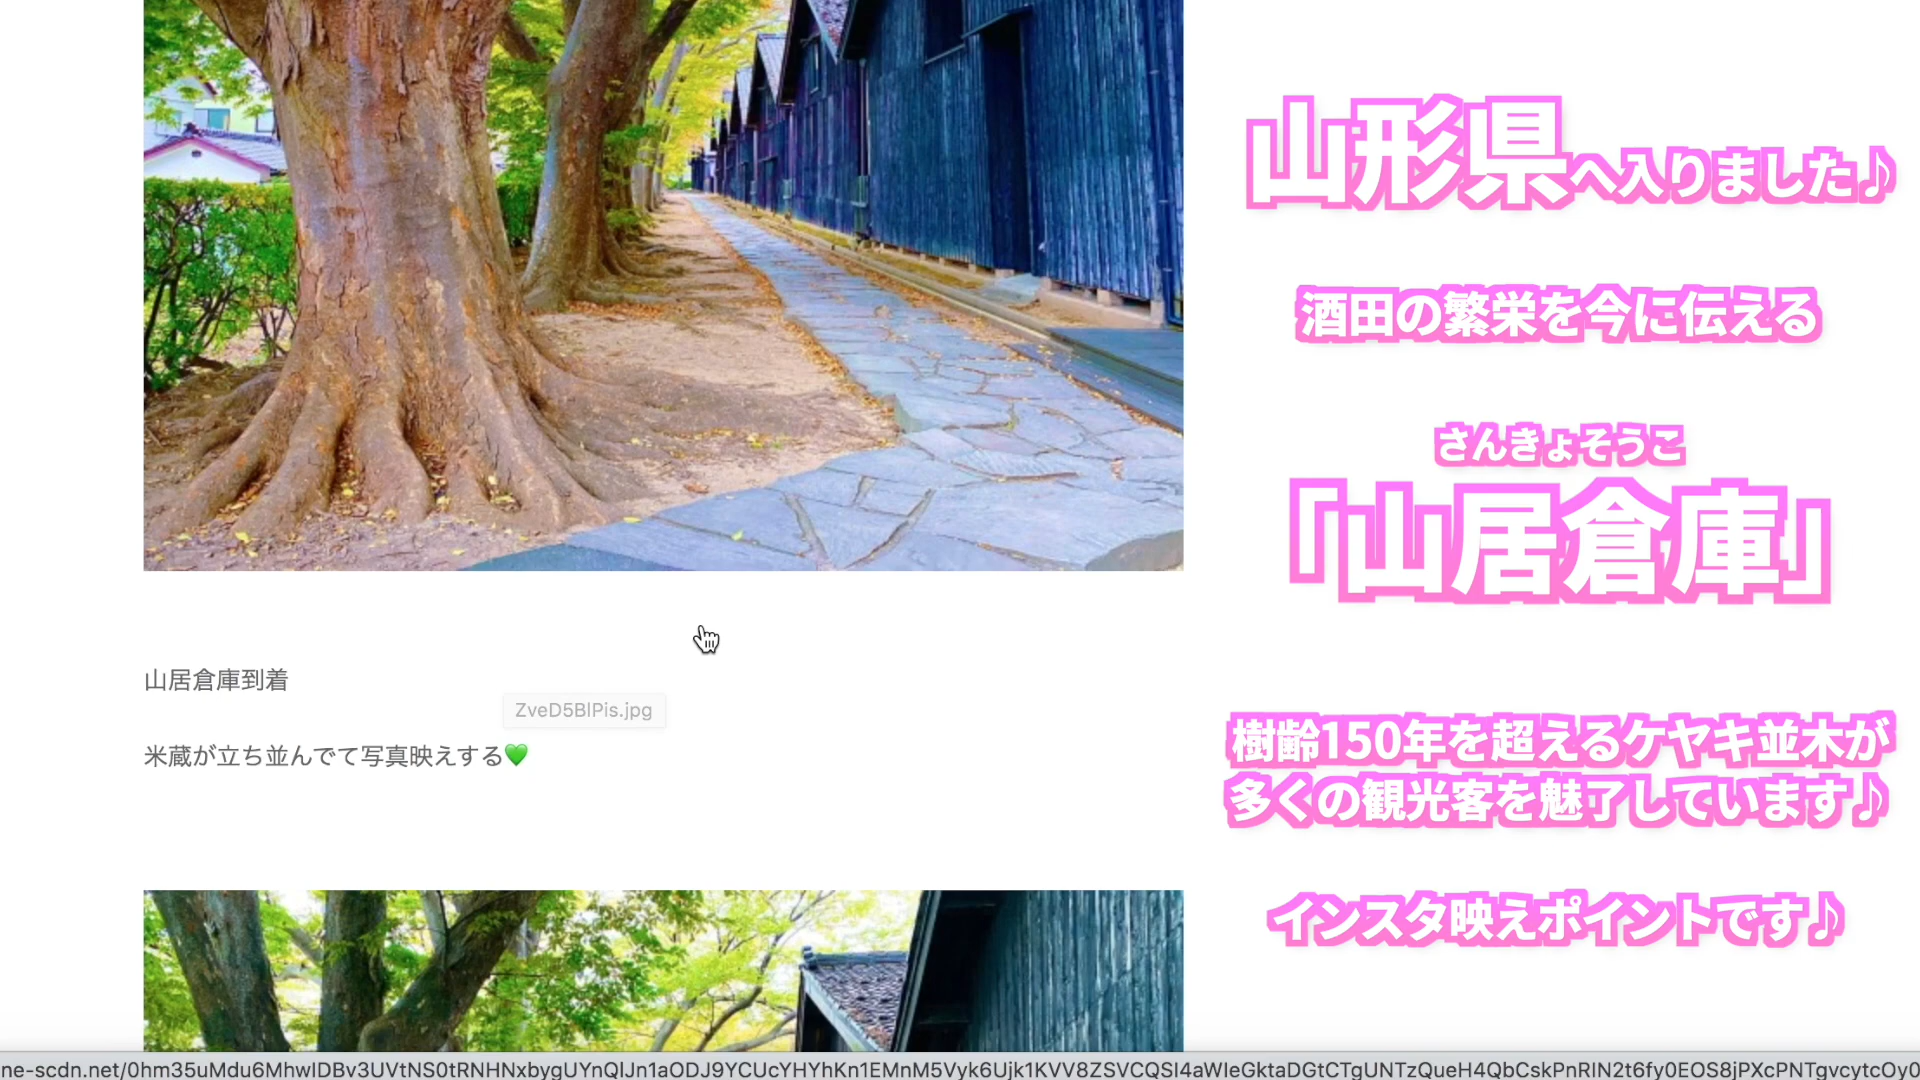 山形県へ入りました♪
酒田の繁栄を今に伝える
さんきょそうこ
「山居倉庫」
樹齢150年を超えるケヤキ並木が
多くの観光客を魅了しています♪
インスタ映えポイントです♪
山居倉庫到着
ZveD5BlPis.jpg
米蔵が立ち並んでて写真映えする💚